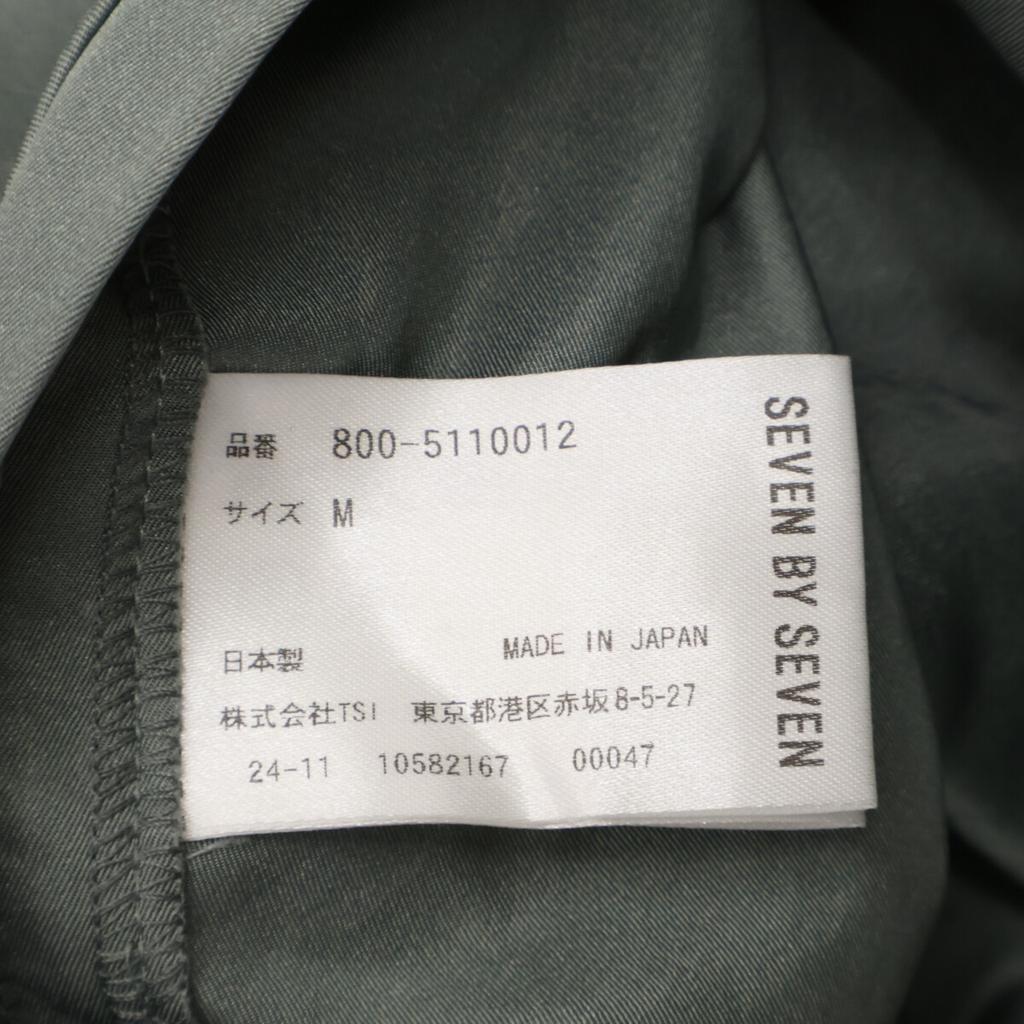 品番 800-5110012
サイズ M
日本製 MADE IN JAPAN
株式会社TSI 東京都港区赤坂8-5-27
24-11 10582167 00047
SEVEN BY SEVEN